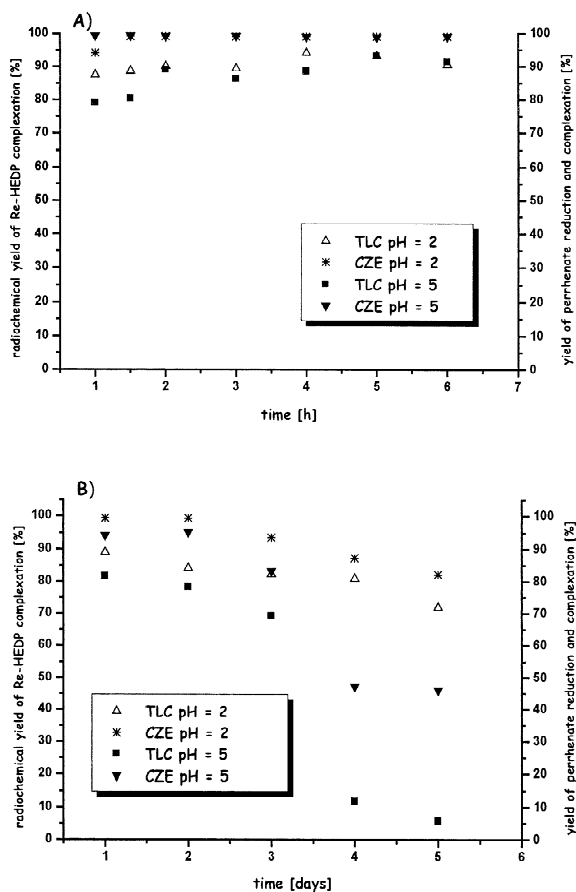 A)
radiochemical yield of Re-HEDP complexation [%]
yield of perrhenate reduction and complexation [%]
100
90
80
70
60
50
40
30
20
10
0
100
90
80
70
60
50
40
30
20
10
0
TLC pH = 2
CZE pH = 2
TLC pH = 5
CZE pH = 5
1 2 3 4 5 6 7
time [h]
B)
radiochemical yield of Re-HEDP complexation [%]
yield of perrhenate reduction and complexation [%]
100
90
80
70
60
50
40
30
20
10
0
100
90
80
70
60
50
40
30
20
10
0
TLC pH = 2
CZE pH = 2
TLC pH = 5
CZE pH = 5
1 2 3 4 5 6
time [days]